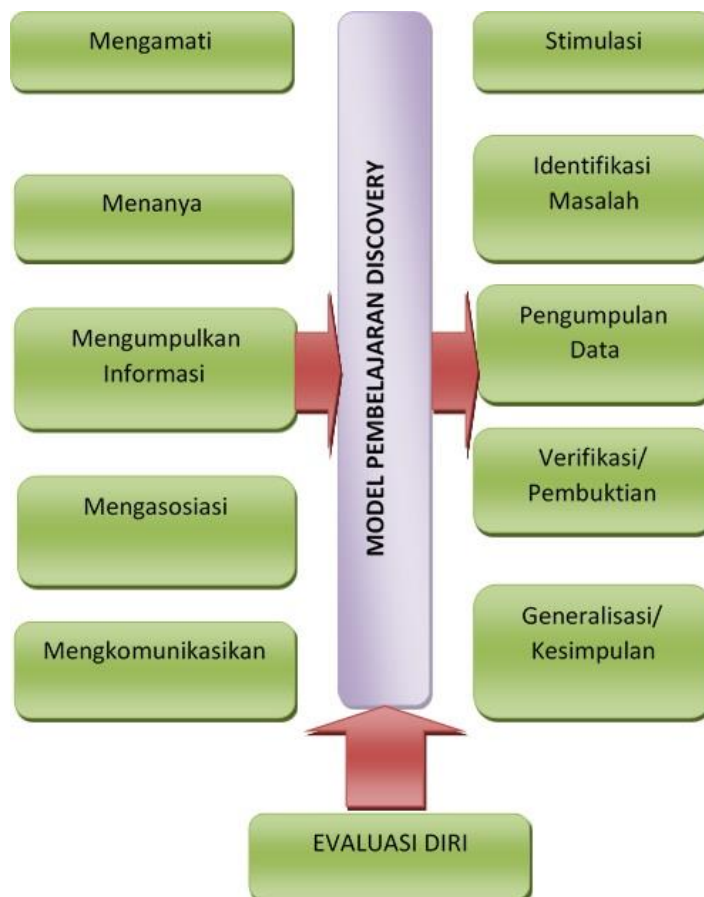 Mengamati
Menanya
Mengumpulkan
Informasi
Mengasosiasi
Mengkomunikasikan
MODEL PEMBELAJARAN DISCOVERY
Stimulasi
Identifikasi
Masalah
Pengumpulan
Data
Verifikasi/
Pembuktian
Generalisasi/
Kesimpulan
EVALUASI DIRI